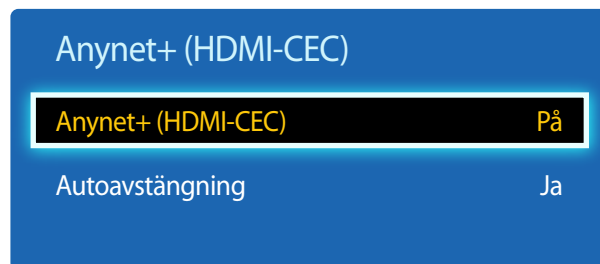 Anynet+ (HDMI-CEC)
Anynet+ (HDMI-CEC) På
Autoavstängning Ja